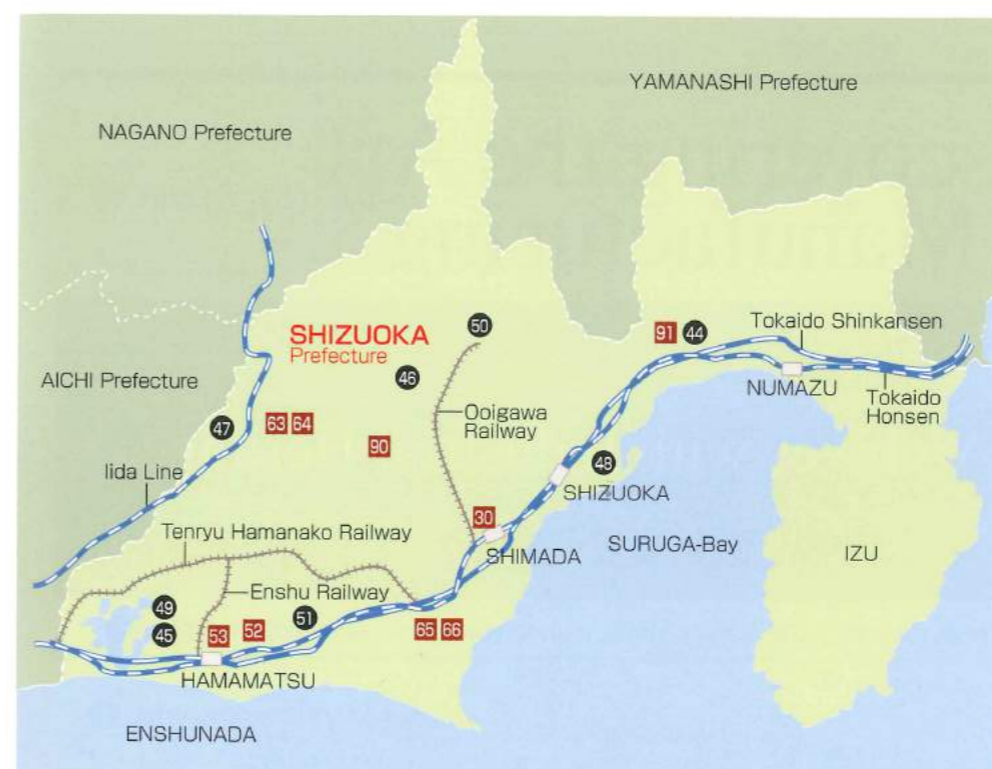 YAMANASHI Prefecture
NAGANO Prefecture
SHIZUOKA
Prefecture
50
91
44
Tokaido Shinkansen
AICHI Prefecture
46
NUMAZU
Tokaido
Honsen
47
63
64
Ooigawa
Railway
90
Iida Line
48
SHIZUOKA
30
Tenryu Hamanako Railway
SHIMADA
SURUGA-Bay
IZU
Enshu Railway
49
51
45
53
52
65
66
HAMAMATSU
ENSHUNADA